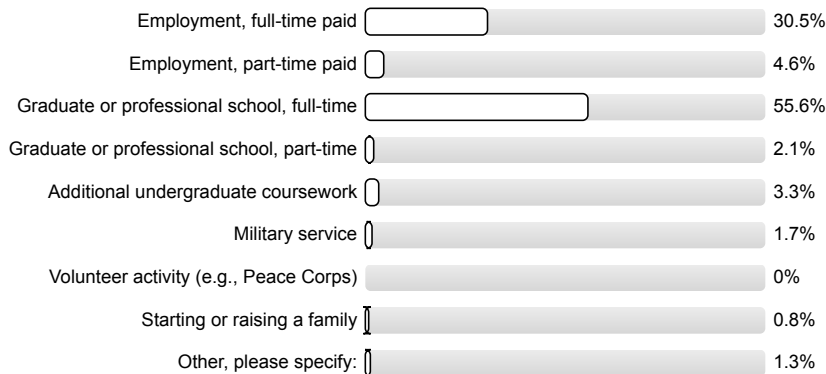 Employment, full-time paid 30.5%
Employment, part-time paid 4.6%
Graduate or professional school, full-time 55.6%
Graduate or professional school, part-time 2.1%
Additional undergraduate coursework 3.3%
Military service 1.7%
Volunteer activity (e.g., Peace Corps) 0%
Starting or raising a family 0.8%
Other, please specify: 1.3%